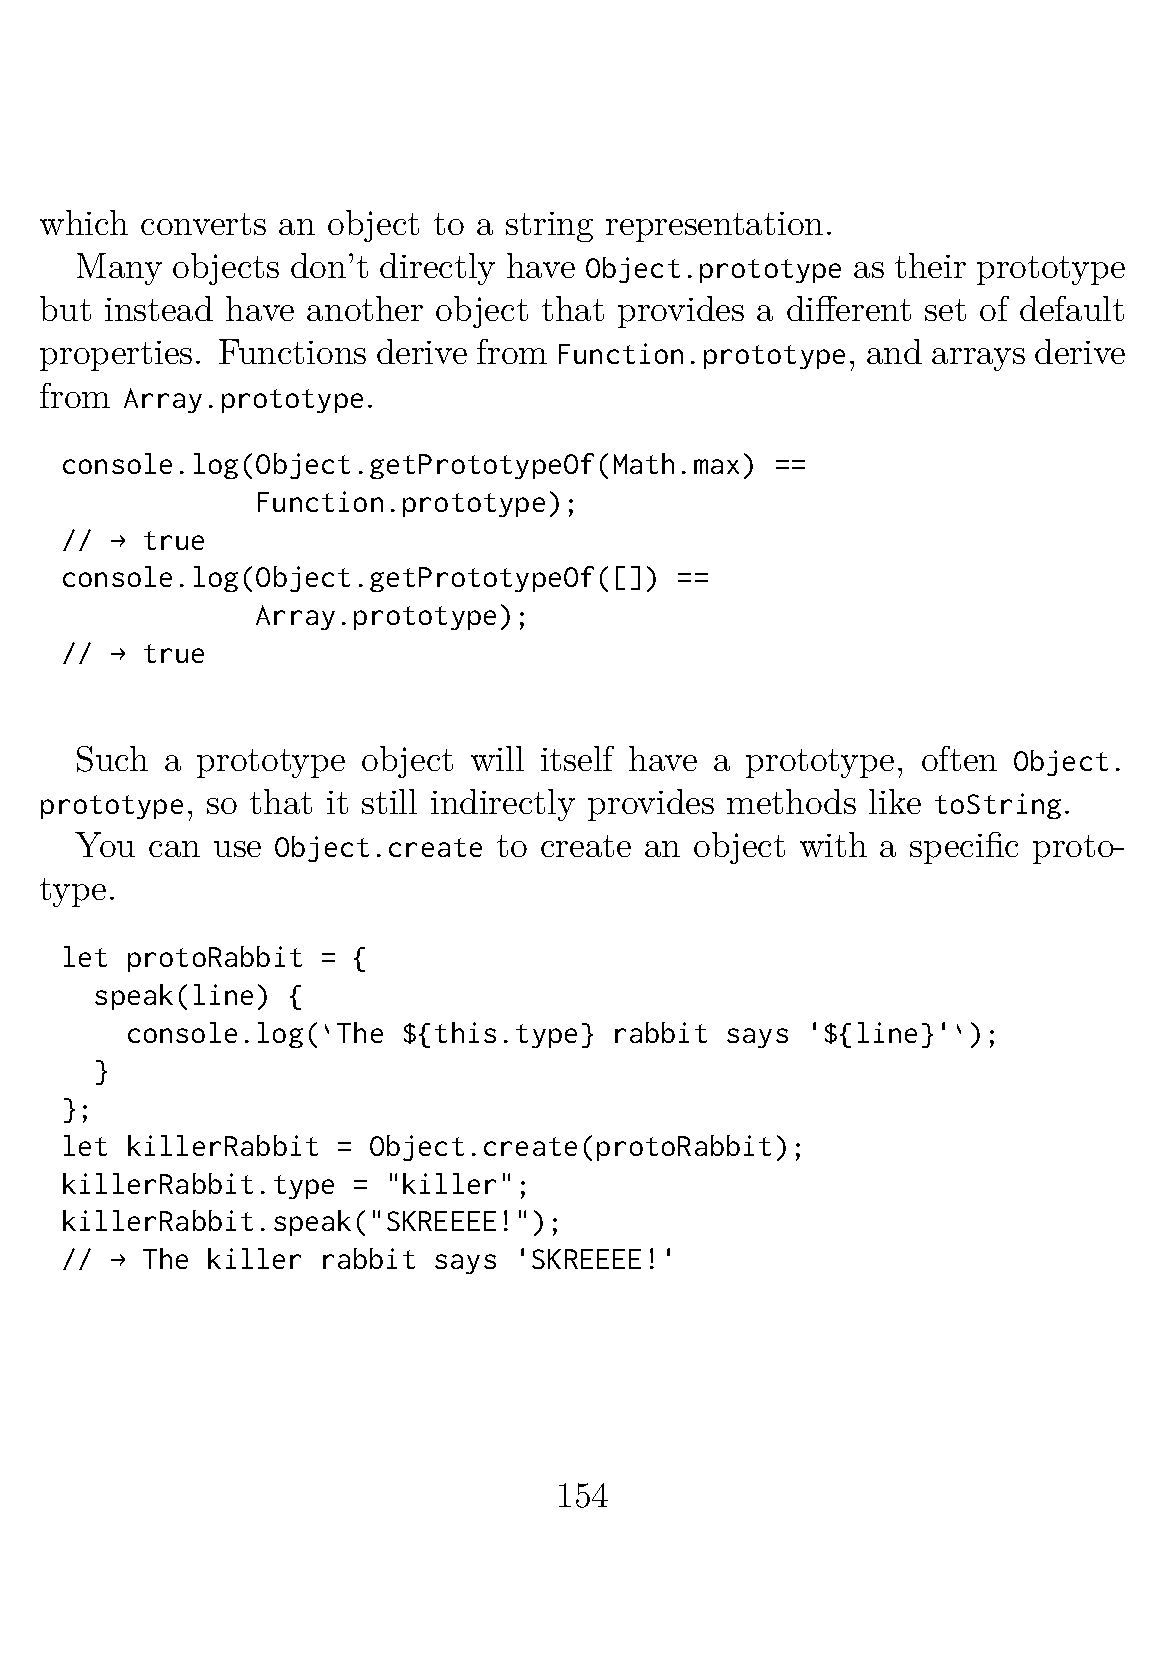 which converts an object to a string representation.
Many objects don't directly have Object.prototype as their prototype
but instead have another object that provides a different set of default
properties. Functions derive from Function.prototype, and arrays derive
from Array.prototype.
console.log(Object.getPrototypeOf(Math.max) ==
            Function.prototype);
// → true
console.log(Object.getPrototypeOf([]) ==
            Array.prototype);
// → true
Such a prototype object will itself have a prototype, often Object.
prototype, so that it still indirectly provides methods like toString.
You can use Object.create to create an object with a specific proto-
type.
let protoRabbit = {
  speak(line) {
    console.log(`The ${this.type} rabbit says '${line}'`);
  }
};
let killerRabbit = Object.create(protoRabbit);
killerRabbit.type = "killer";
killerRabbit.speak("SKREEEE!");
// → The killer rabbit says 'SKREEEE!'
154